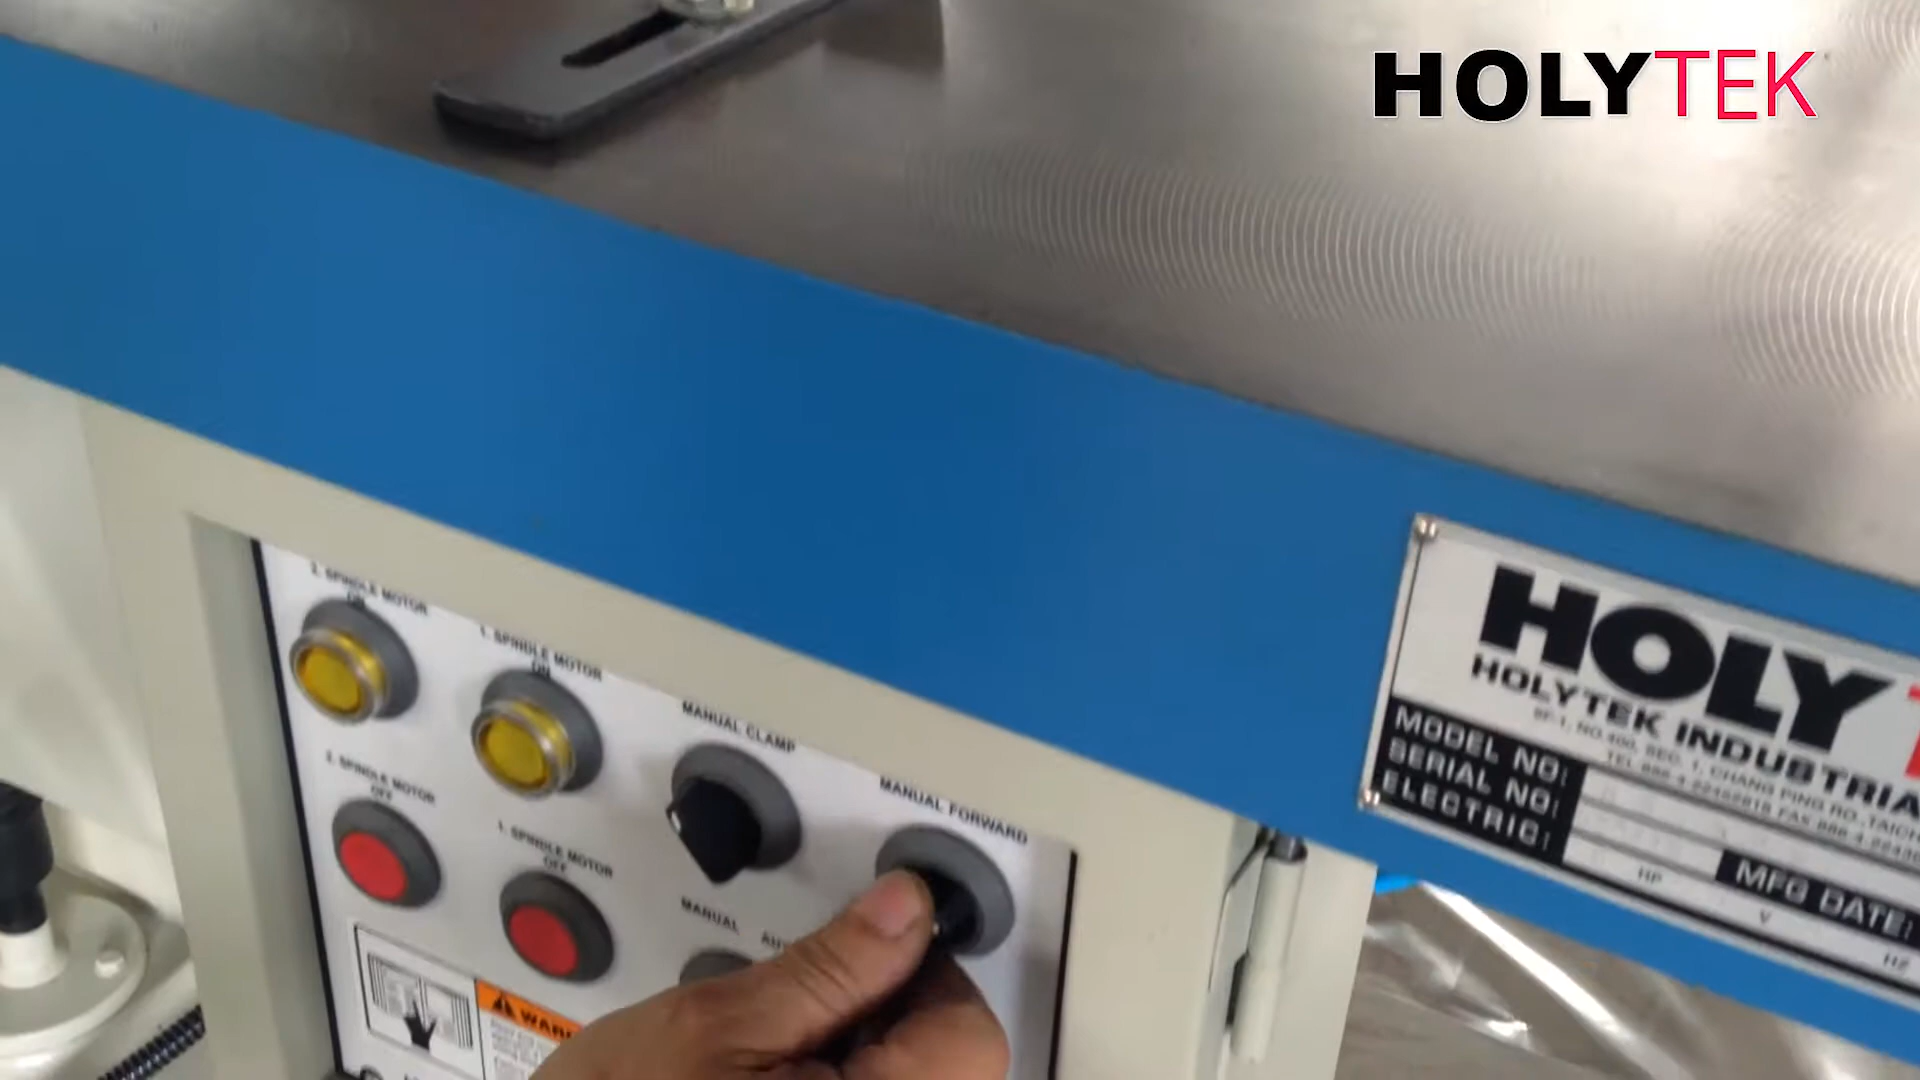 HOLYTEK
2. SPINDLE MOTOR
ON
1. SPINDLE MOTOR
ON
MANUAL CLAMP
MANUAL FORWARD
2. SPINDLE MOTOR
OFF
1. SPINDLE MOTOR
OFF
MANUAL
HOLY
HOLYTEK INDUSTRIA
MODEL NO:
SERIAL NO:
ELECTRIC:
HP
MFG DATE:
V
HZ